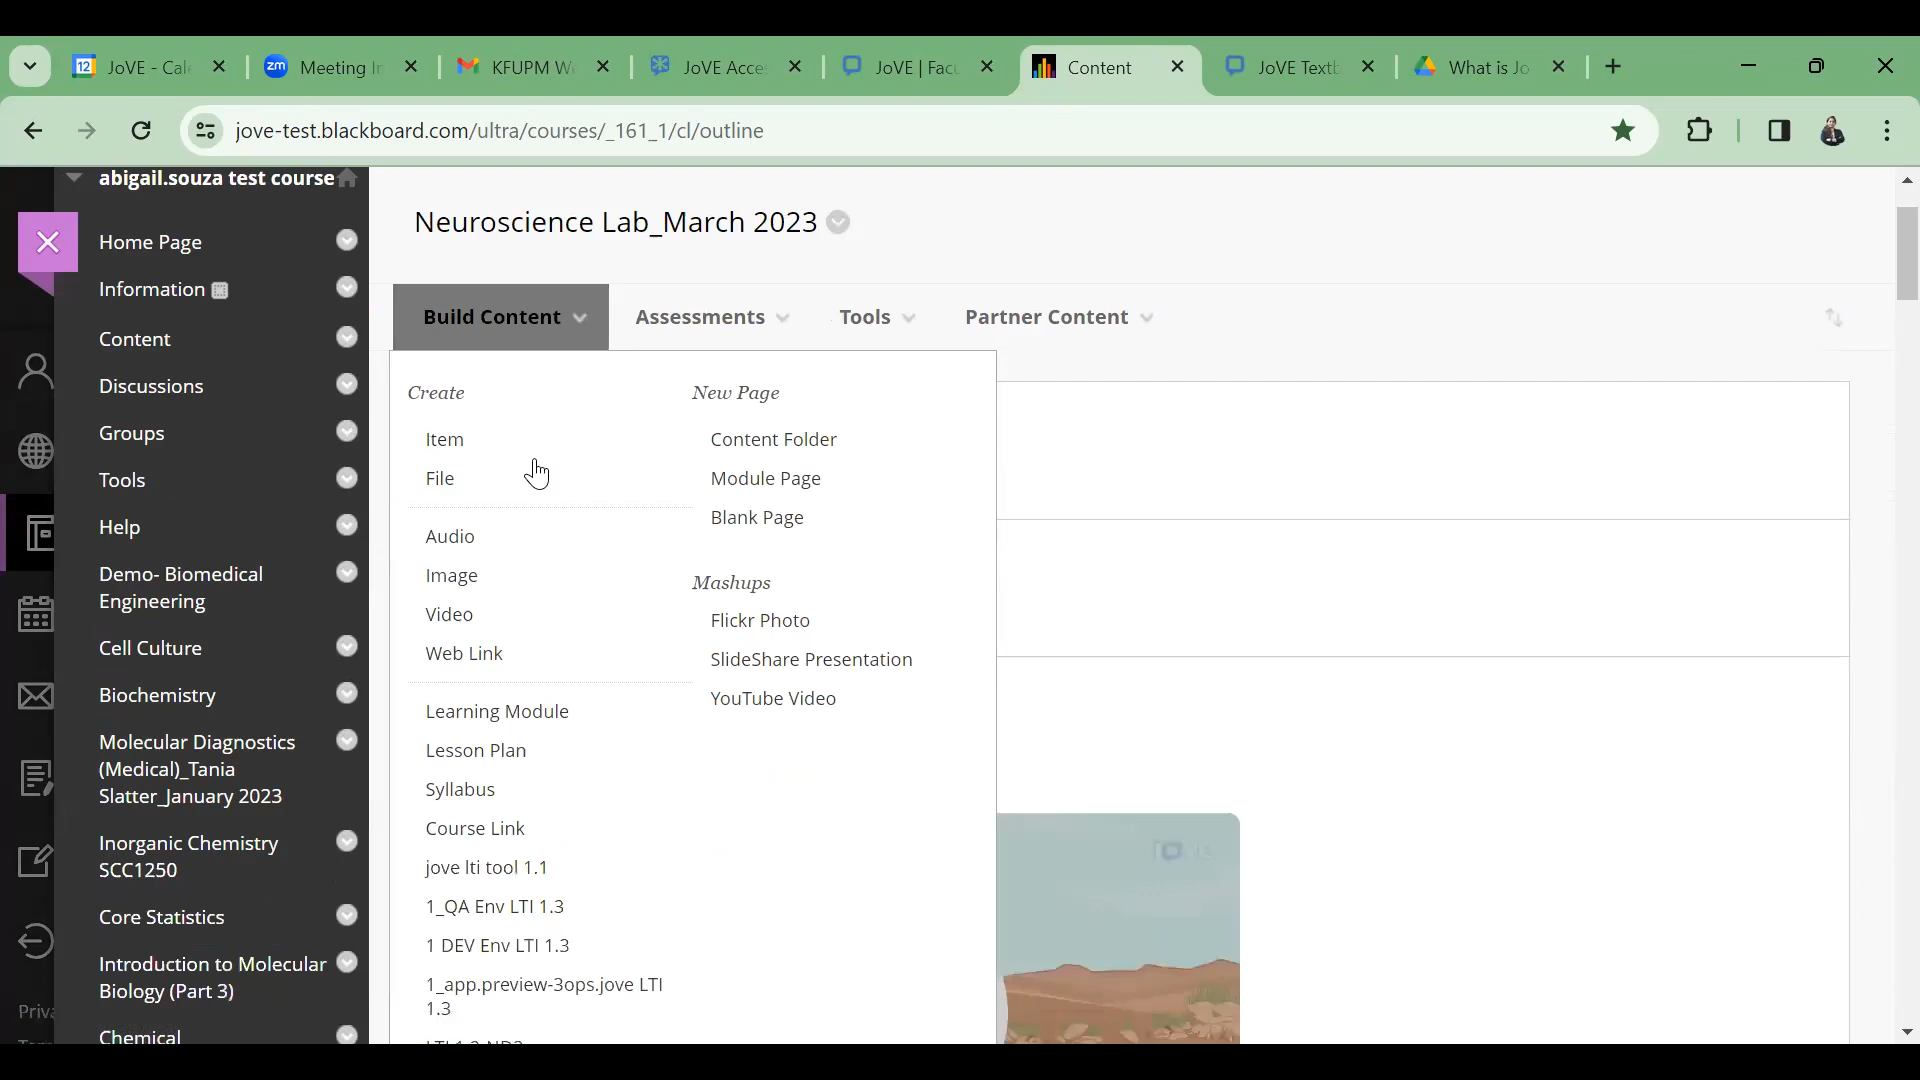 12
JoVE - Cale
zm
Meeting In
KFUPM W
JoVE Acce
JoVE | Fac
Content
JoVE Textb
What is Jo
jove-test.blackboard.com/ultra/courses/_161_1/cl/outline
abigail.souza test course
Home Page
Information
Content
Discussions
Groups
Tools
Help
Demo- Biomedical
Engineering
Cell Culture
Biochemistry
Molecular Diagnostics
(Medical)_Tania
Slatter_January 2023
Inorganic Chemistry
SCC1250
Core Statistics
Introduction to Molecular
Biology (Part 3)
Chemical
Priva
Neuroscience Lab_March 2023
Build Content
Assessments
Tools
Partner Content
Create
Item
File
Audio
Image
Video
Web Link
Learning Module
Lesson Plan
Syllabus
Course Link
jove lti tool 1.1
1_QA Env LTI 1.3
1 DEV Env LTI 1.3
1_app.preview-3ops.jove LTI
1.3
New Page
Content Folder
Module Page
Blank Page
Mashups
Flickr Photo
SlideShare Presentation
YouTube Video